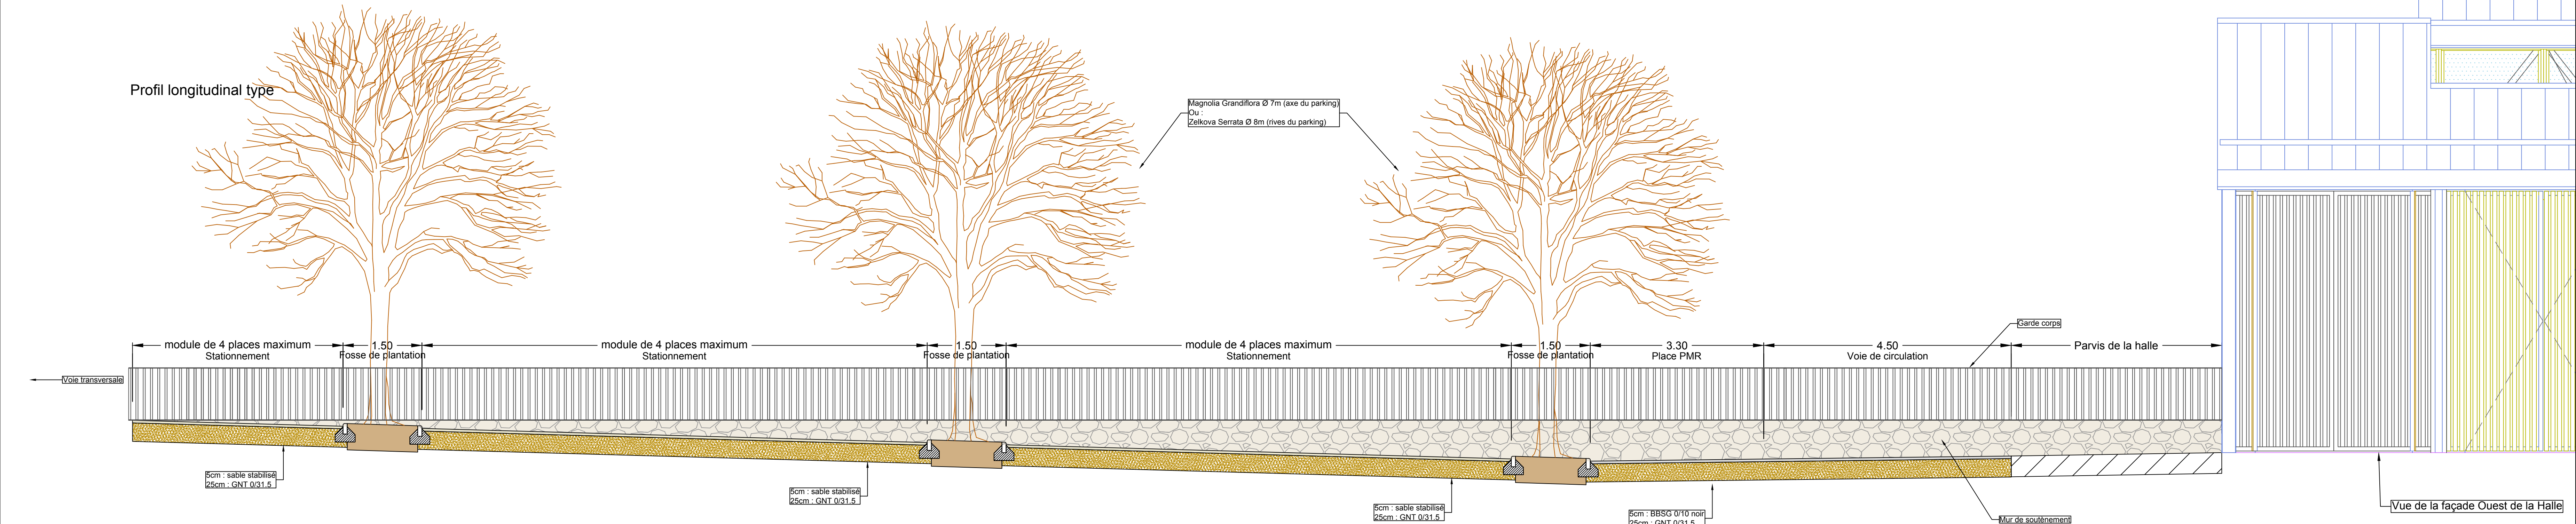 Profil longitudinal type
Magnolia Grandiflora Ø 7m (axe du parking)
Ou :
Zelkova Serrata Ø 8m (rives du parking)
Garde corps
module de 4 places maximum
Stationnement
1.50
Fosse de plantation
module de 4 places maximum
Stationnement
1.50
Fosse de plantation
module de 4 places maximum
Stationnement
1.50
Fosse de plantation
3.30
Place PMR
4.50
Voie de circulation
Parvis de la halle
Voie transversale
5cm : sable stabilisé
25cm : GNT 0/31.5
5cm : sable stabilisé
25cm : GNT 0/31.5
5cm : sable stabilisé
25cm : GNT 0/31.5
5cm : BBSG 0/10 noir
25cm : GNT 0/31.5
Mur de soutènement
Vue de la façade Ouest de la Halle